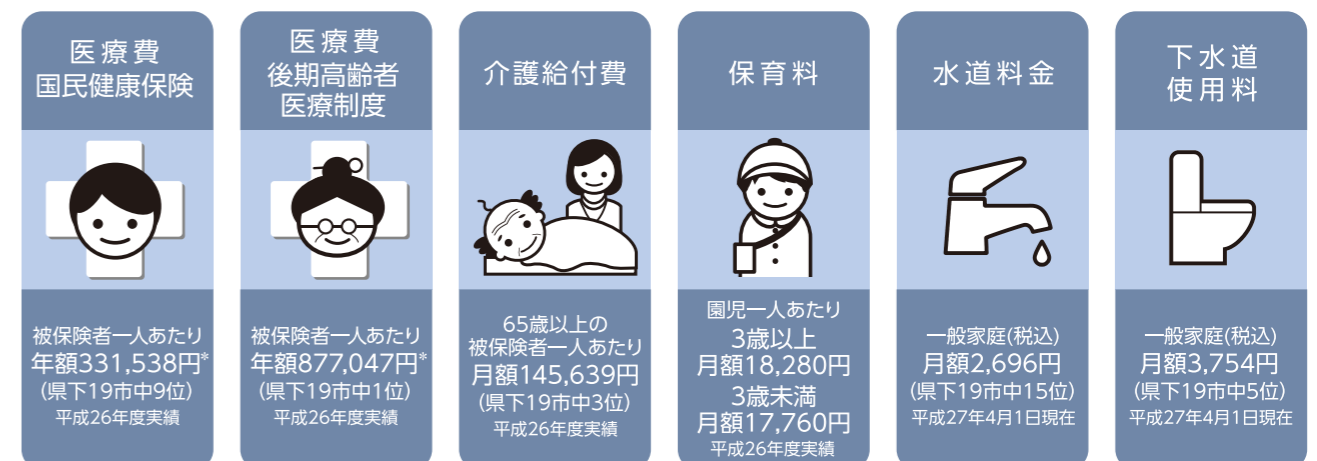 医療費
国民健康保険
被保険者一人あたり
年額331,538円*
(県下19市中9位)
平成26年度実績
医療費
後期高齢者
医療制度
被保険者一人あたり
年額877,047円*
(県下19市中1位)
平成26年度実績
介護給付費
65歳以上の
被保険者一人あたり
月額145,639円
(県下19市中3位)
平成26年度実績
保育料
園児一人あたり
3歳以上
月額18,280円
3歳未満
月額17,760円
平成26年度実績
水道料金
一般家庭(税込)
月額2,696円
(県下19市中15位)
平成27年4月1日現在
下水道
使用料
一般家庭(税込)
月額3,754円
(県下19市中5位)
平成27年4月1日現在